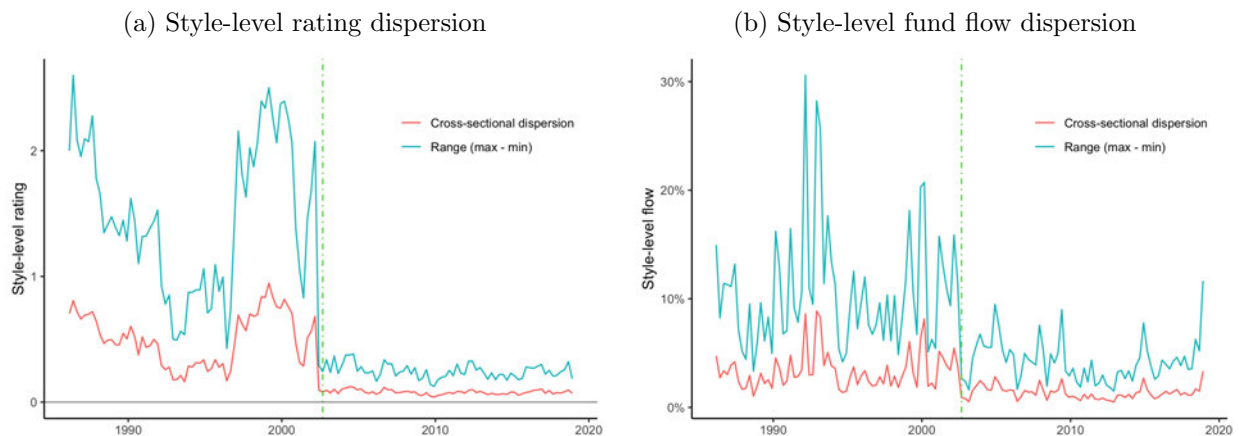 (a) Style-level rating dispersion
Style-level rating
2
1
0
1990
2000
2010
2020
Cross-sectional dispersion
Range (max - min)
(b) Style-level fund flow dispersion
Style-level flow
30%
20%
10%
0%
1990
2000
2010
2020
Cross-sectional dispersion
Range (max - min)